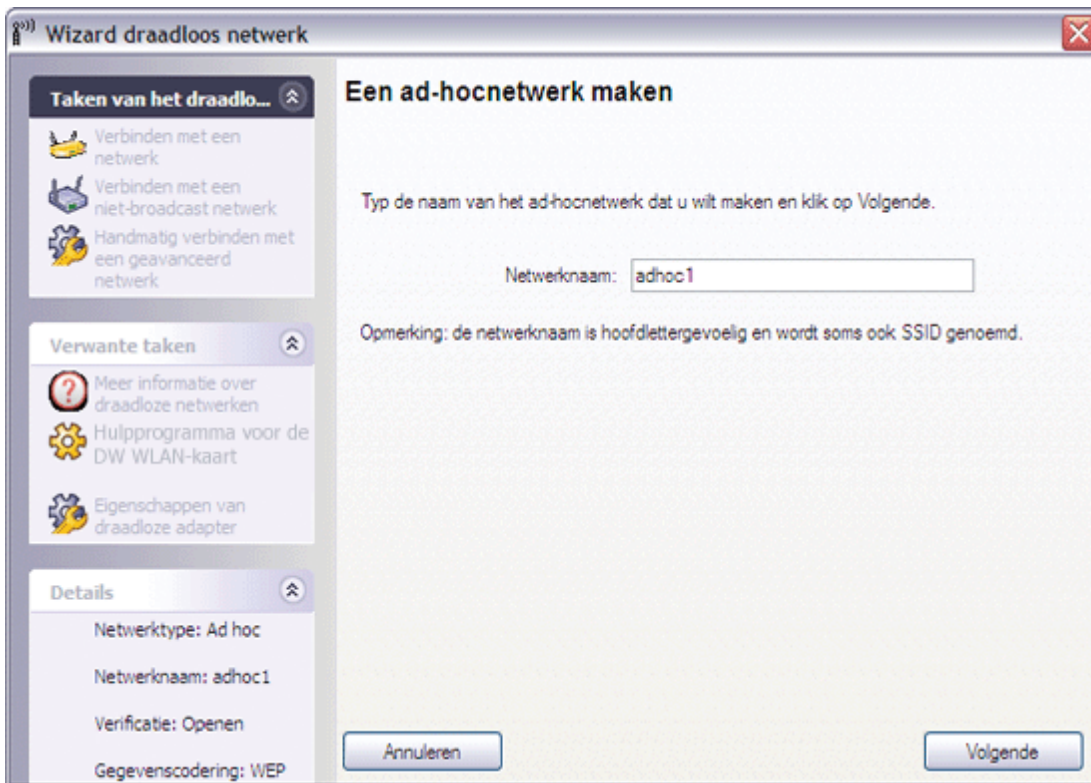 Wizard draadloos netwerk
Taken van het draadlo...
Verbinden met een
netwerk
Verbinden met een
niet-broadcast netwerk
Handmatig verbinden met
een geavanceerd
netwerk
Verwante taken
Meer informatie over
draadloze netwerken
Hulpprogramma voor de
DW WLAN-kaart
Eigenschappen van
draadloze adapter
Details
Netwerktype: Ad hoc
Netwerknaam: adhoc1
Verificatie: Openen
Gegevenscodering: WEP
Een ad-hocnetwerk maken
Typ de naam van het ad-hocnetwerk dat u wilt maken en klik op Volgende.
Netwerknaam: adhoc1
Opmerking: de netwerknaam is hoofdlettergevoelig en wordt soms ook SSID genoemd.
Annuleren
Volgende